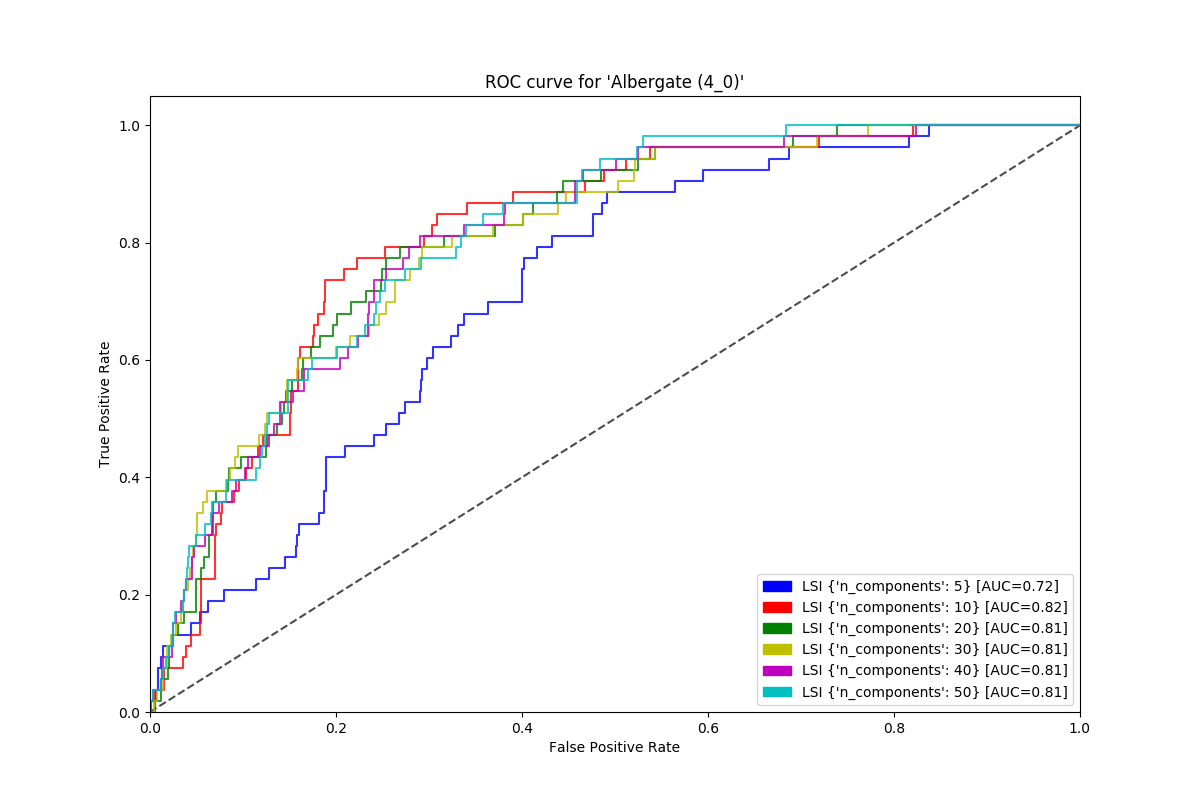 ROC curve for 'Albergate (4_0)'
1.0
0.8
0.6
0.4
0.2
0.0
True Positive Rate
0.0 0.2 0.4 0.6 0.8 1.0
False Positive Rate
LSI {'n_components': 5} [AUC=0.72]
LSI {'n_components': 10} [AUC=0.82]
LSI {'n_components': 20} [AUC=0.81]
LSI {'n_components': 30} [AUC=0.81]
LSI {'n_components': 40} [AUC=0.81]
LSI {'n_components': 50} [AUC=0.81]